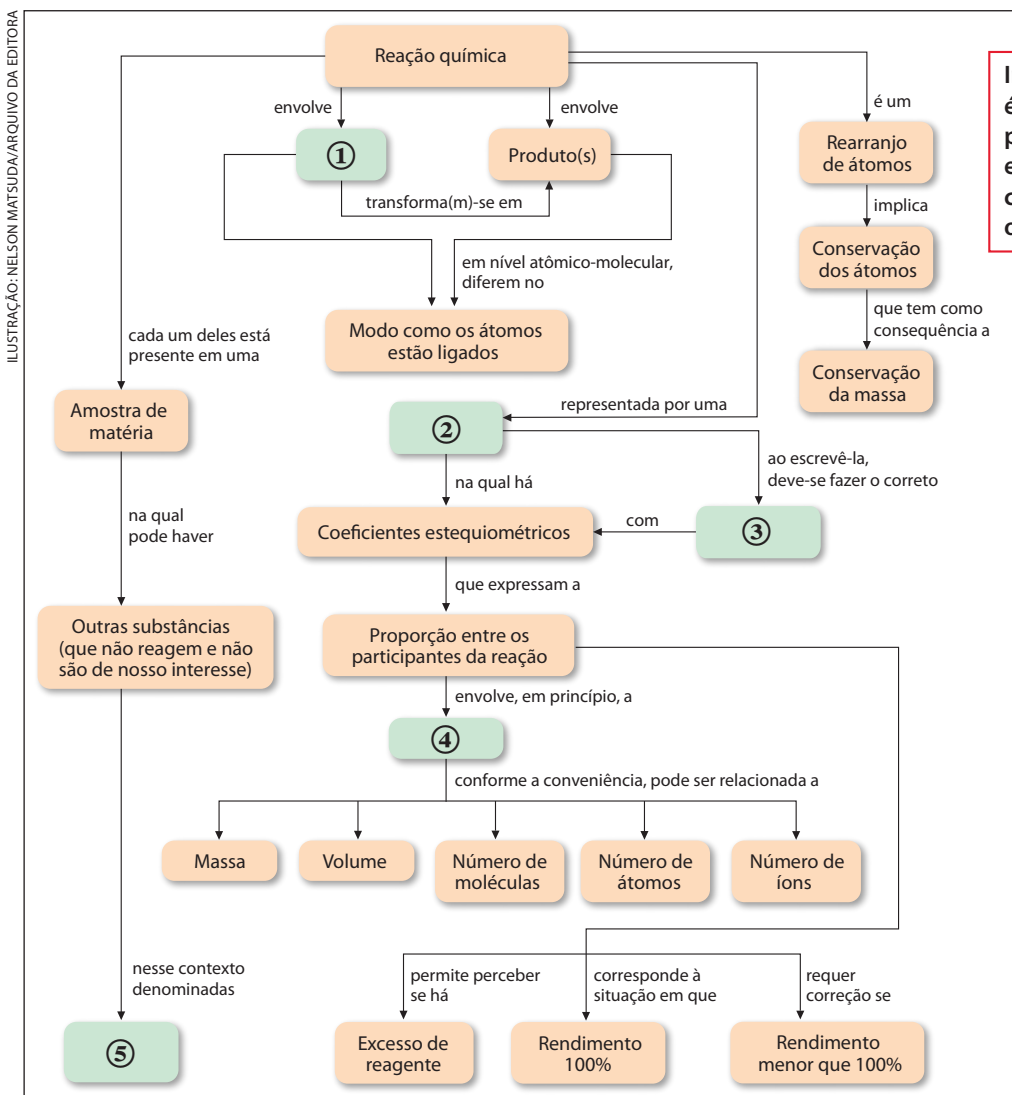 ILUSTRAÇÃO: NELSON MATSUDA/ARQUIVO DA EDITORA
Reação química
envolve
envolve
é um
①
Produto(s)
Rearranjo
de átomos
transforma(m)-se em
implica
em nível atômico-molecular,
diferem no
Conservação
dos átomos
cada um deles está
presente em uma
Modo como os átomos
estão ligados
que tem como
consequência a
Conservação
da massa
Amostra de
matéria
representada por uma
②
ao escrevê-la,
deve-se fazer o correto
na qual há
na qual
pode haver
Coeficientes estequiométricos
com
③
que expressam a
Outras substâncias
(que não reagem e não
são de nosso interesse)
Proporção entre os
participantes da reação
envolve, em princípio, a
④
conforme a conveniência, pode ser relacionada a
Massa
Volume
Número de
moléculas
Número de
átomos
Número de
íons
nesse contexto
denominadas
permite perceber
se há
corresponde à
situação em que
requer
correção se
⑤
Excesso de
reagente
Rendimento
100%
Rendimento
menor que 100%